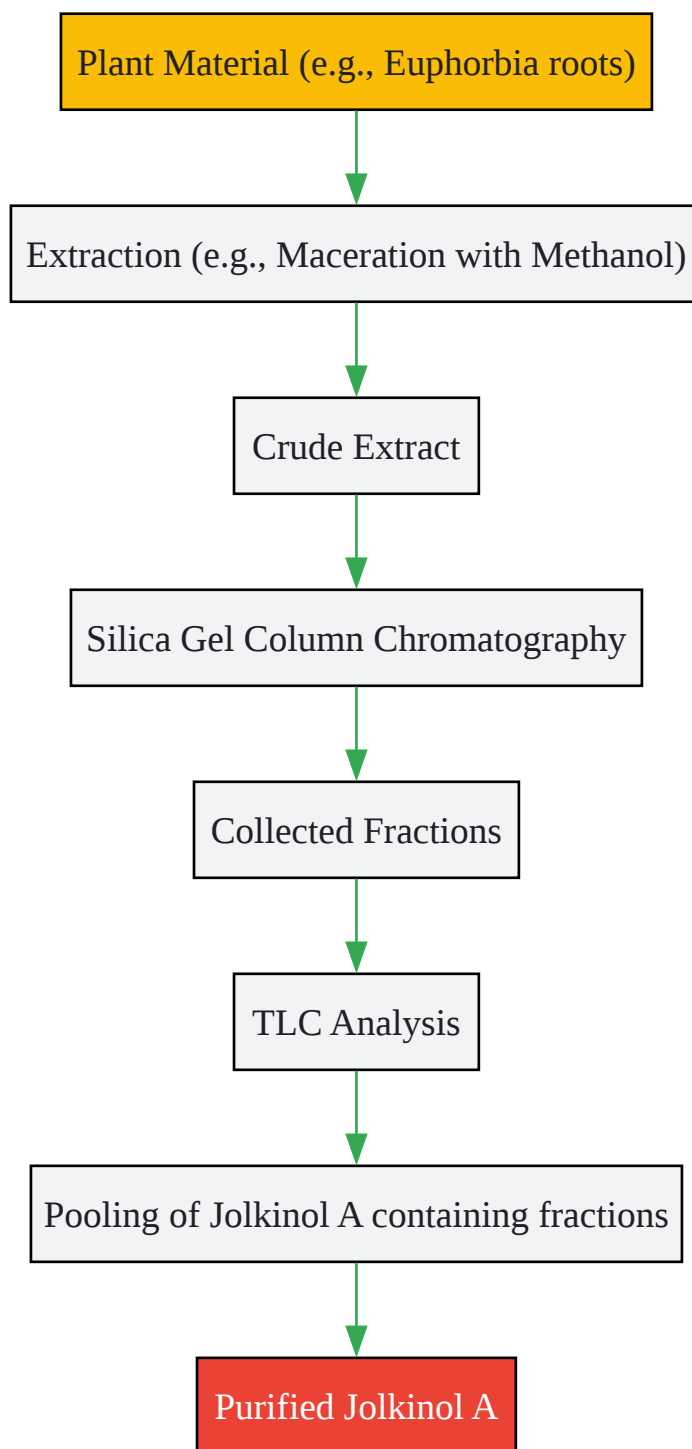 Plant Material (e.g., Euphorbia roots)
Extraction (e.g., Maceration with Methanol)
Crude Extract
Silica Gel Column Chromatography
Collected Fractions
TLC Analysis
Pooling of Jolkinol A containing fractions
Purified Jolkinol A